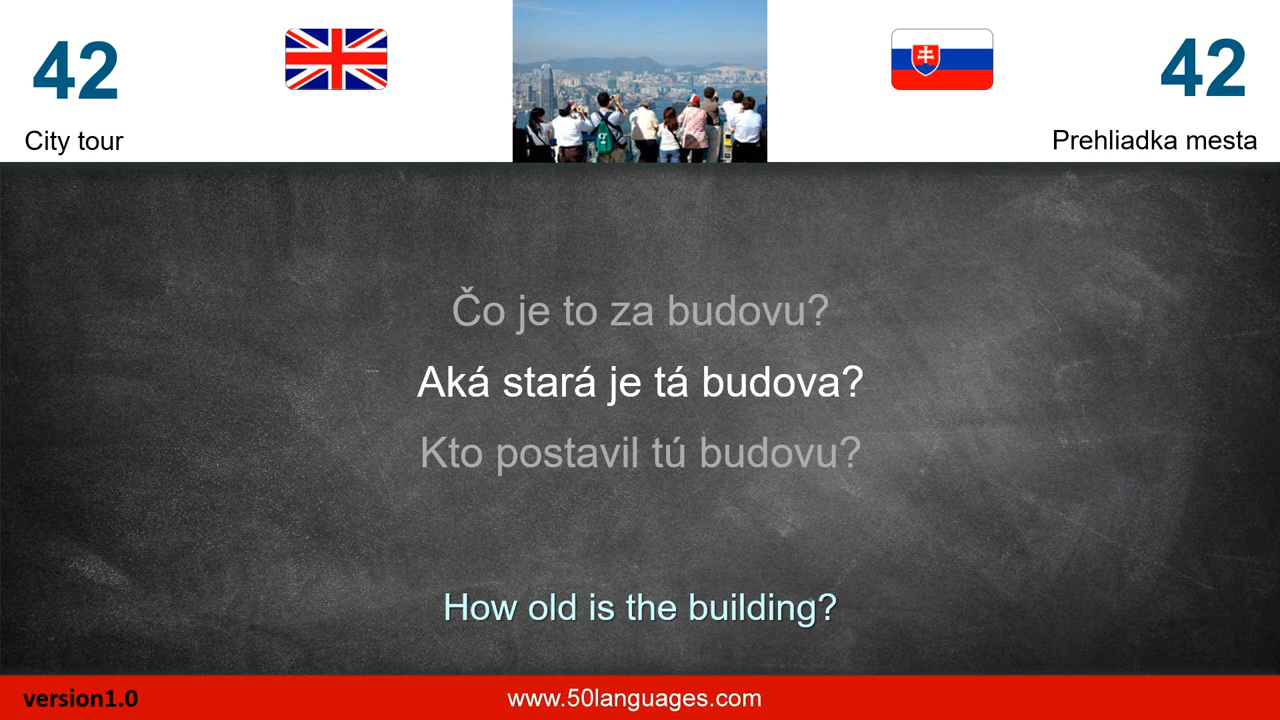 42
42
City tour
Prehliadka mesta
Čo je to za budovu?
Aká stará je tá budova?
Kto postavil tú budovu?
How old is the building?
version1.0
www.50languages.com